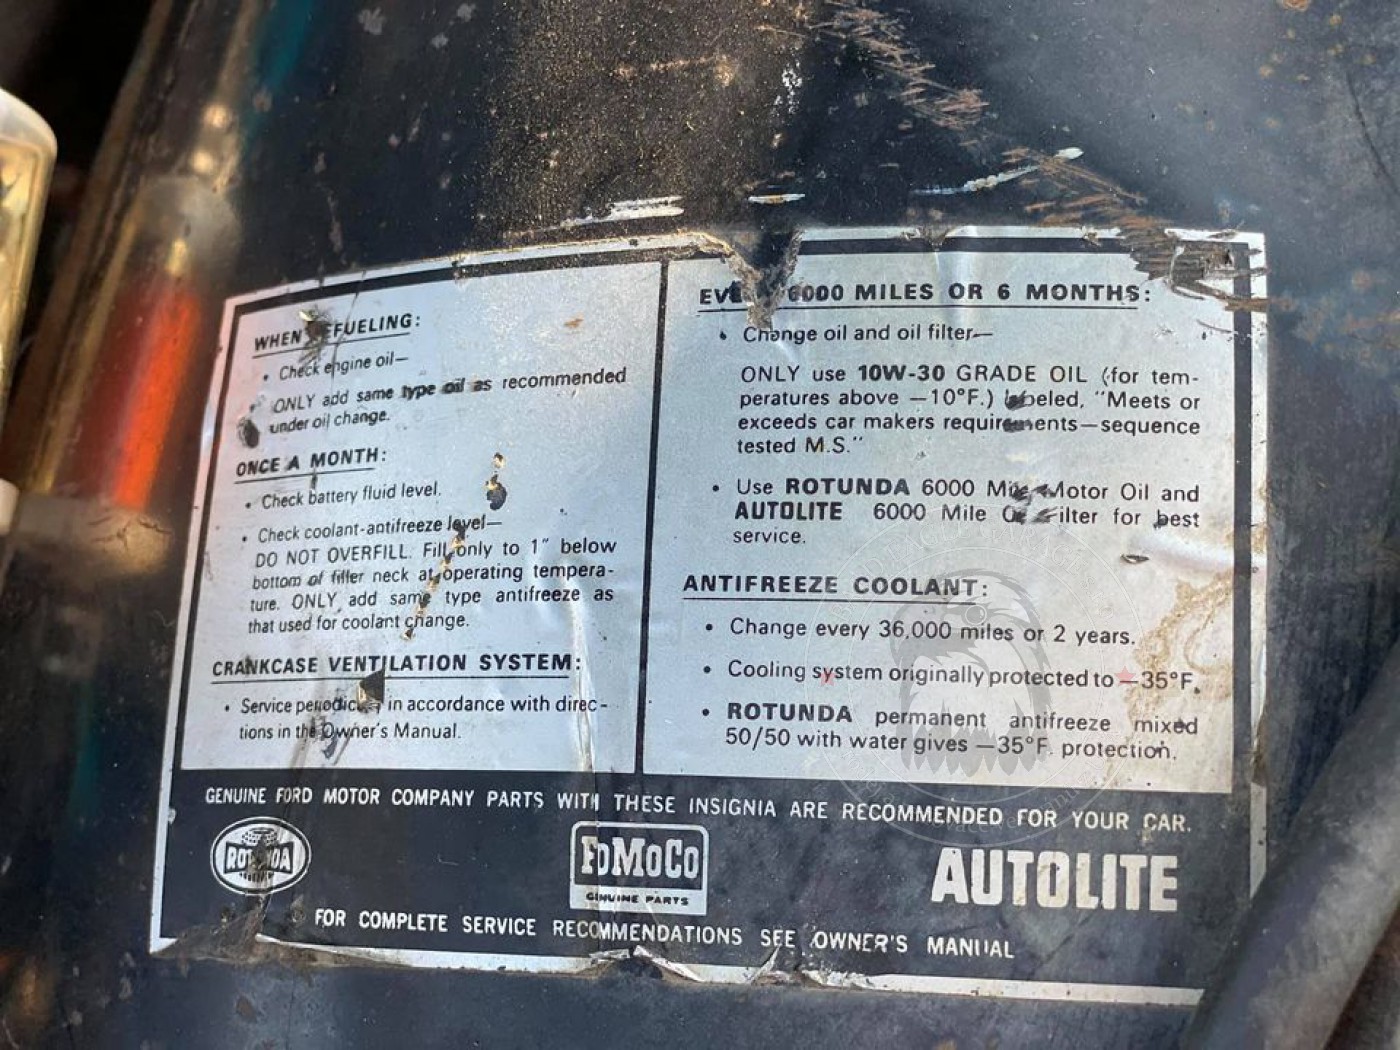 WHEN REFUELING:
• Check engine oil—
• ONLY add same type oil as recommended
under oil change.
ONCE A MONTH:
• Check battery fluid level.
• Check coolant-antifreeze level—
DO NOT OVERFILL. Fill only to 1" below
bottom of filler neck at operating tempera-
ture. ONLY add same type antifreeze as
that used for coolant change.
CRANKCASE VENTILATION SYSTEM:
• Service periodically in accordance with direc-
tions in the Owner's Manual.
EVERY 6000 MILES OR 6 MONTHS:
• Change oil and oil filter—
ONLY use 10W-30 GRADE OIL (for tem-
peratures above —10°F.) labeled, "Meets or
exceeds car makers requirements—sequence
tested M.S."
• Use ROTUNDA 6000 Mile Motor Oil and
AUTOLITE 6000 Mile Oil Filter for best
service.
ANTIFREEZE COOLANT:
• Change every 36,000 miles or 2 years.
• Cooling system originally protected to —35°F.
• ROTUNDA permanent antifreeze mixed
50/50 with water gives —35°F. protection.
GENUINE FORD MOTOR COMPANY PARTS WITH THESE INSIGNIA ARE RECOMMENDED FOR YOUR CAR.
ROTUNDA
FoMoCo
GENUINE PARTS
AUTOLITE
FOR COMPLETE SERVICE RECOMMENDATIONS SEE OWNER'S MANUAL